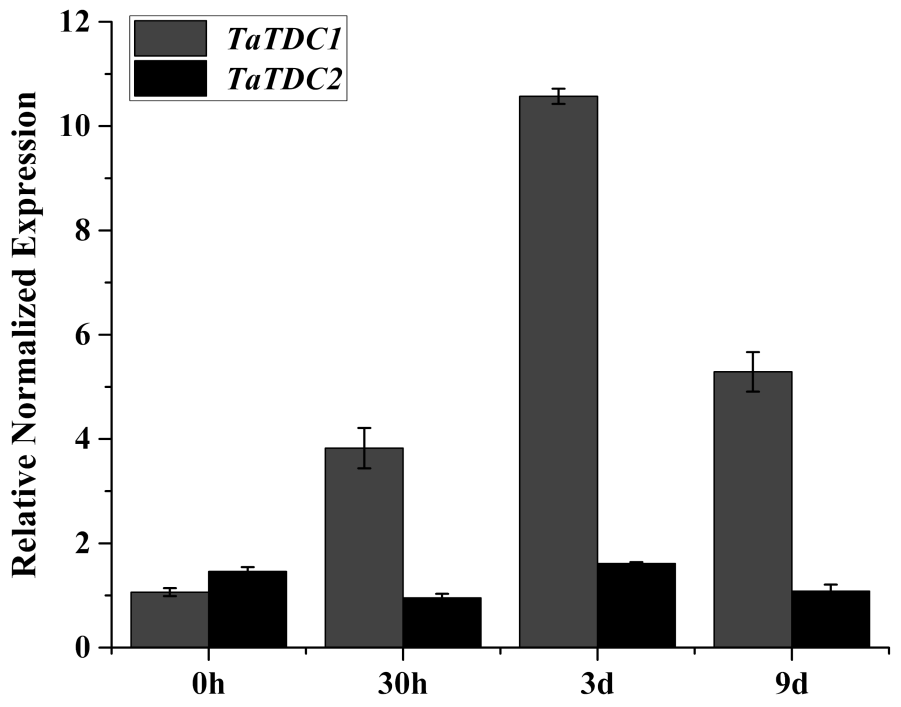 TaTDC1
TaTDC2
Relative Normalized Expression
12
10
8
6
4
2
0
0h 30h 3d 9d